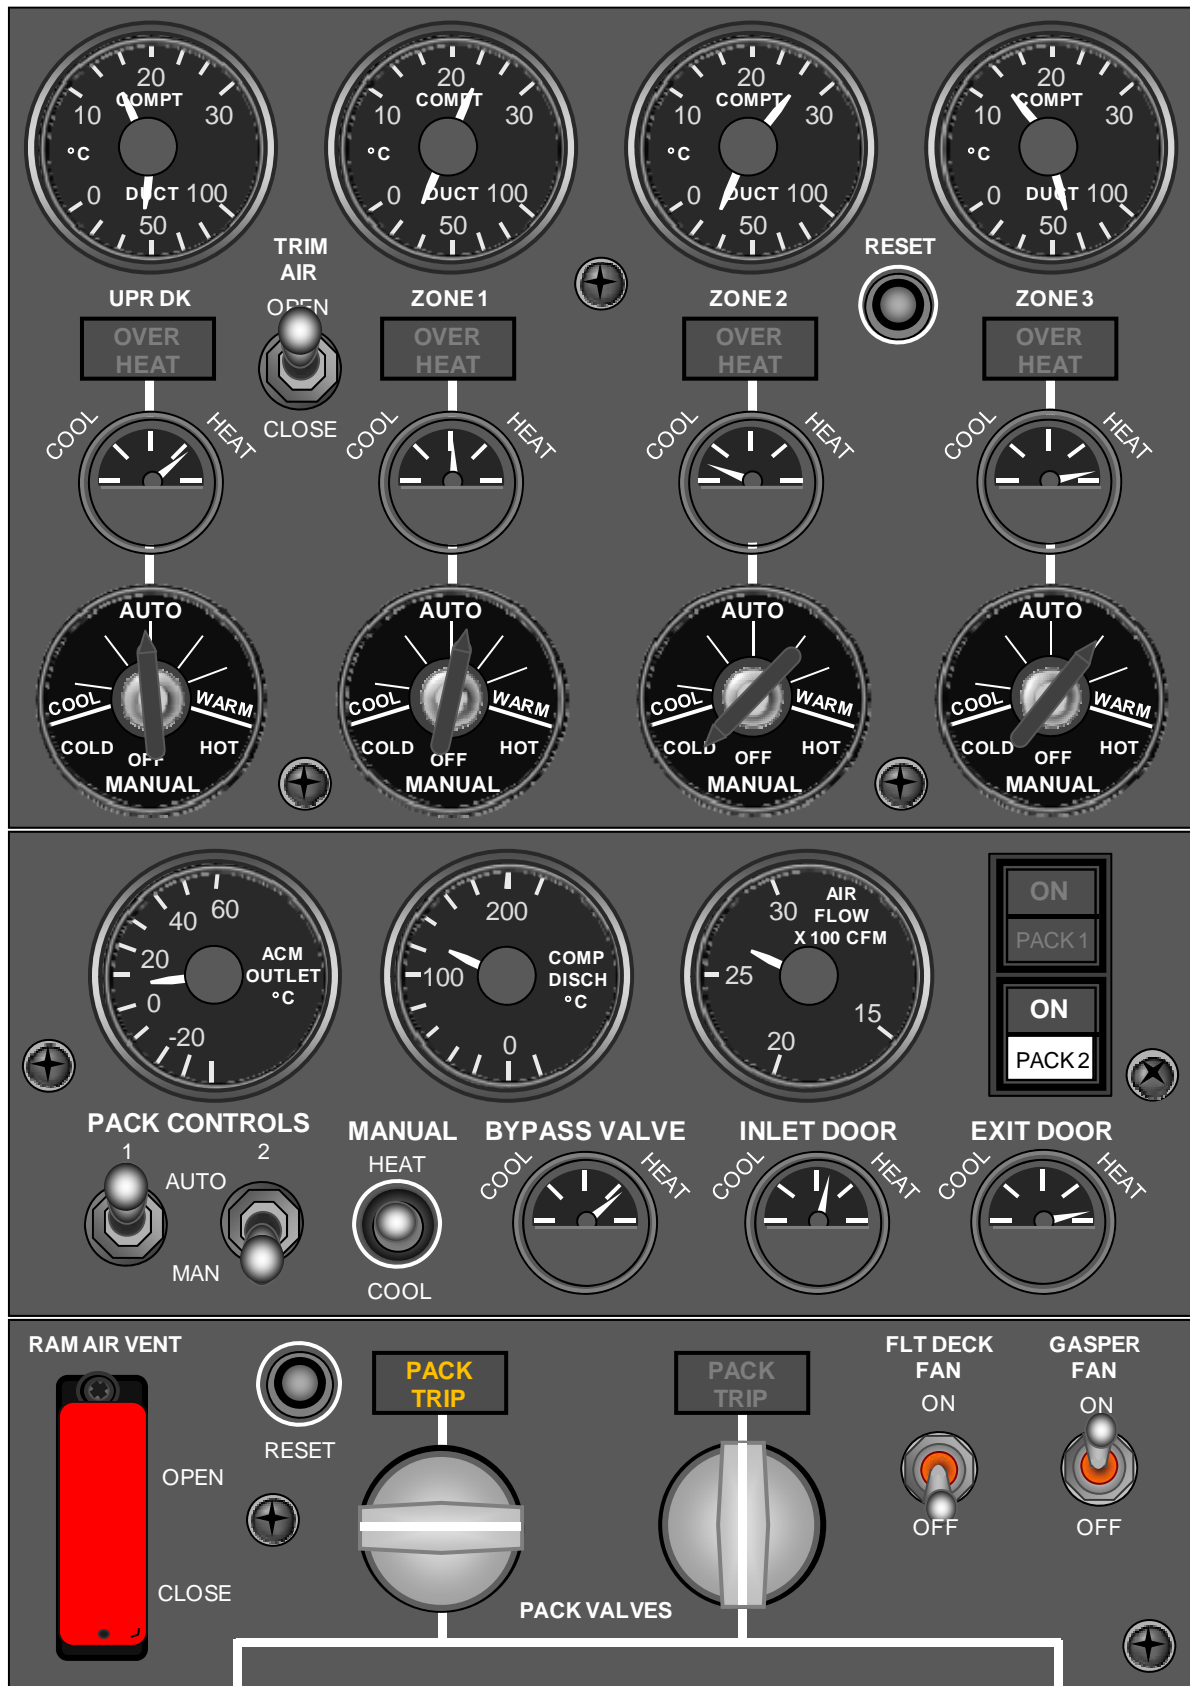 20
COMPT
10
30
°C
0
DUCT
100
50
20
COMPT
10
30
°C
0
DUCT
100
50
20
COMPT
10
30
°C
0
DUCT
100
50
20
COMPT
10
30
°C
0
DUCT
100
50
TRIM
AIR
RESET
UPR DK
OPEN
ZONE 1
ZONE 2
ZONE 3
OVER
HEAT
OVER
HEAT
OVER
HEAT
OVER
HEAT
CLOSE
COOL
HEAT
COOL
HEAT
COOL
HEAT
COOL
HEAT
AUTO
COOL
WARM
COLD
OFF
HOT
MANUAL
AUTO
COOL
WARM
COLD
OFF
HOT
MANUAL
AUTO
COOL
WARM
COLD
OFF
HOT
MANUAL
AUTO
COOL
WARM
COLD
OFF
HOT
MANUAL
60
40
20
0
-20
ACM
OUTLET
°C
200
100
0
COMP
DISCH
°C
30
25
20
15
AIR
FLOW
X 100 CFM
ON
PACK 1
ON
PACK 2
PACK CONTROLS
1
2
AUTO
MAN
MANUAL
HEAT
COOL
BYPASS VALVE
COOL
HEAT
INLET DOOR
COOL
HEAT
EXIT DOOR
COOL
HEAT
RAM AIR VENT
OPEN
CLOSE
RESET
PACK
TRIP
PACK
TRIP
PACK VALVES
FLT DECK
FAN
ON
OFF
GASPER
FAN
ON
OFF